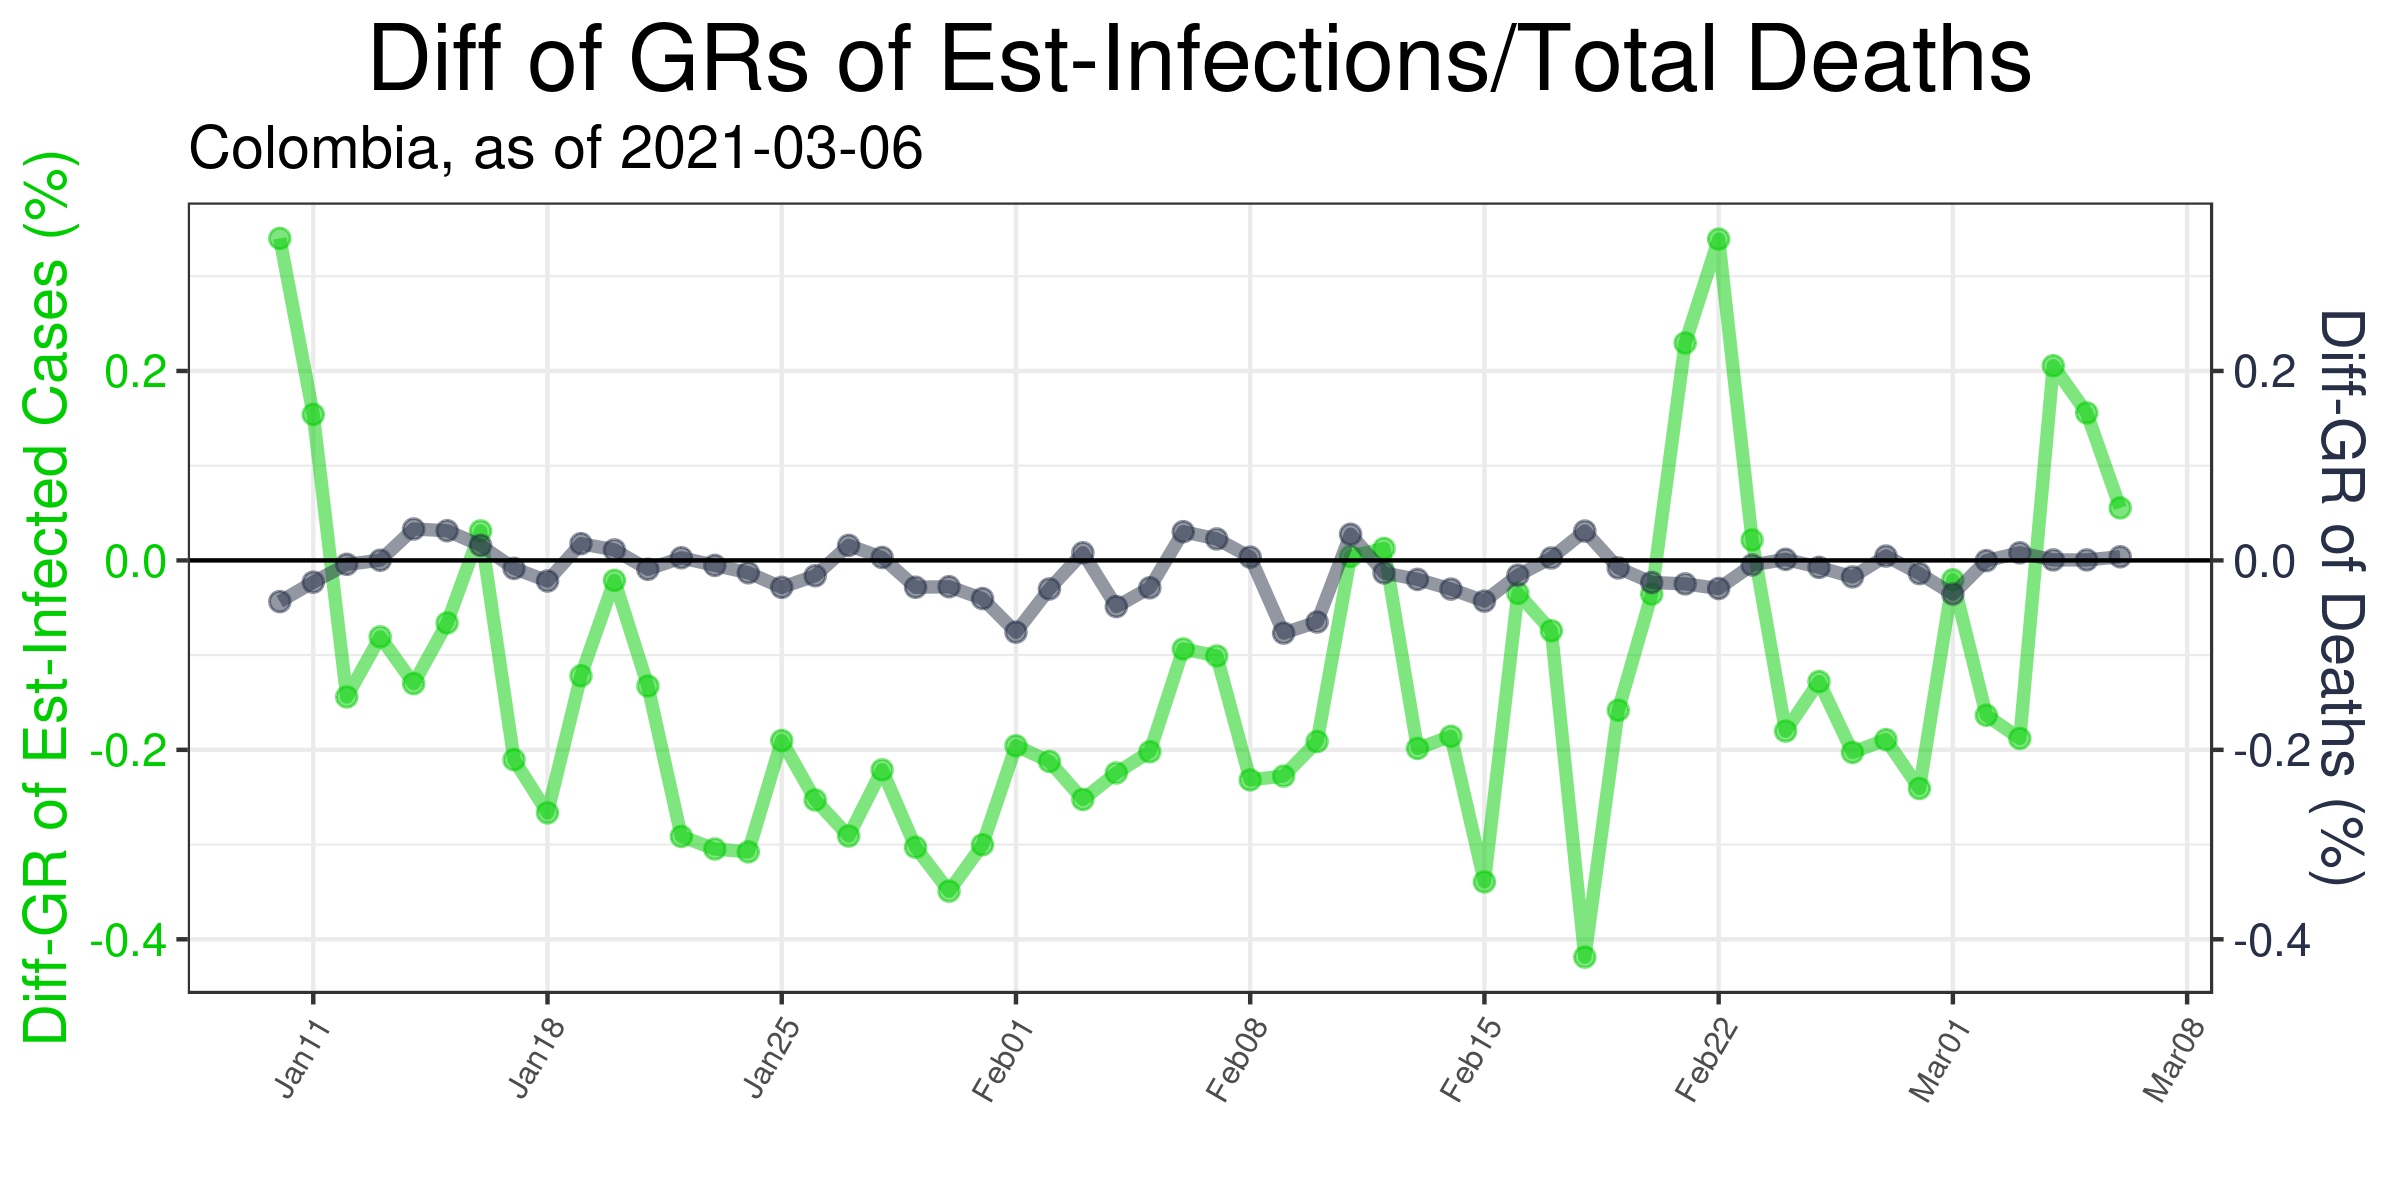 Diff of GRs of Est-Infections/Total Deaths
Colombia, as of 2021-03-06
Diff-GR of Est-Infected Cases (%)
0.2
0.0
-0.2
-0.4
0.2
0.0
-0.2
-0.4
Diff-GR of Deaths (%)
Jan11
Jan18
Jan25
Feb01
Feb08
Feb15
Feb22
Mar01
Mar08